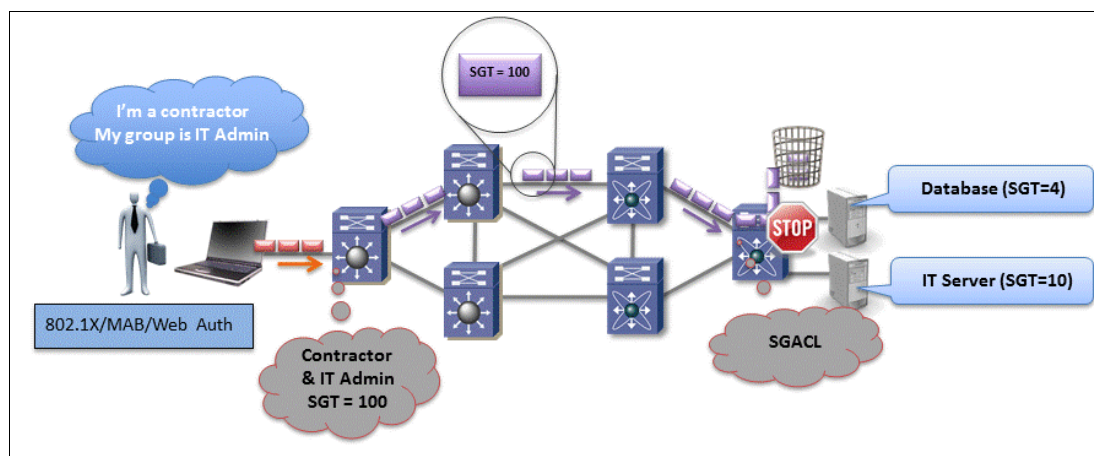 SGT = 100
I'm a contractor
My group is IT Admin
Database (SGT=4)
STOP
IT Server (SGT=10)
802.1X/MAB/Web Auth
Contractor
& IT Admin
SGT = 100
SGACL